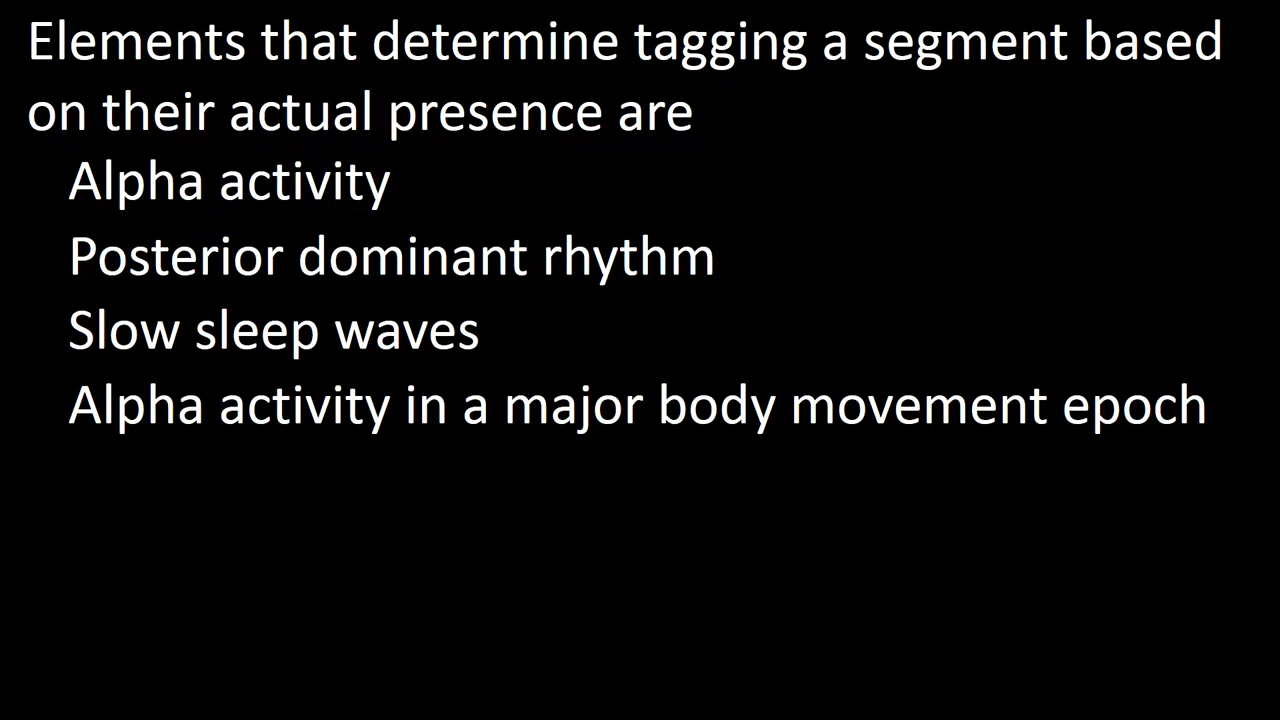 Elements that determine tagging a segment based
on their actual presence are
Alpha activity
Posterior dominant rhythm
Slow sleep waves
Alpha activity in a major body movement epoch